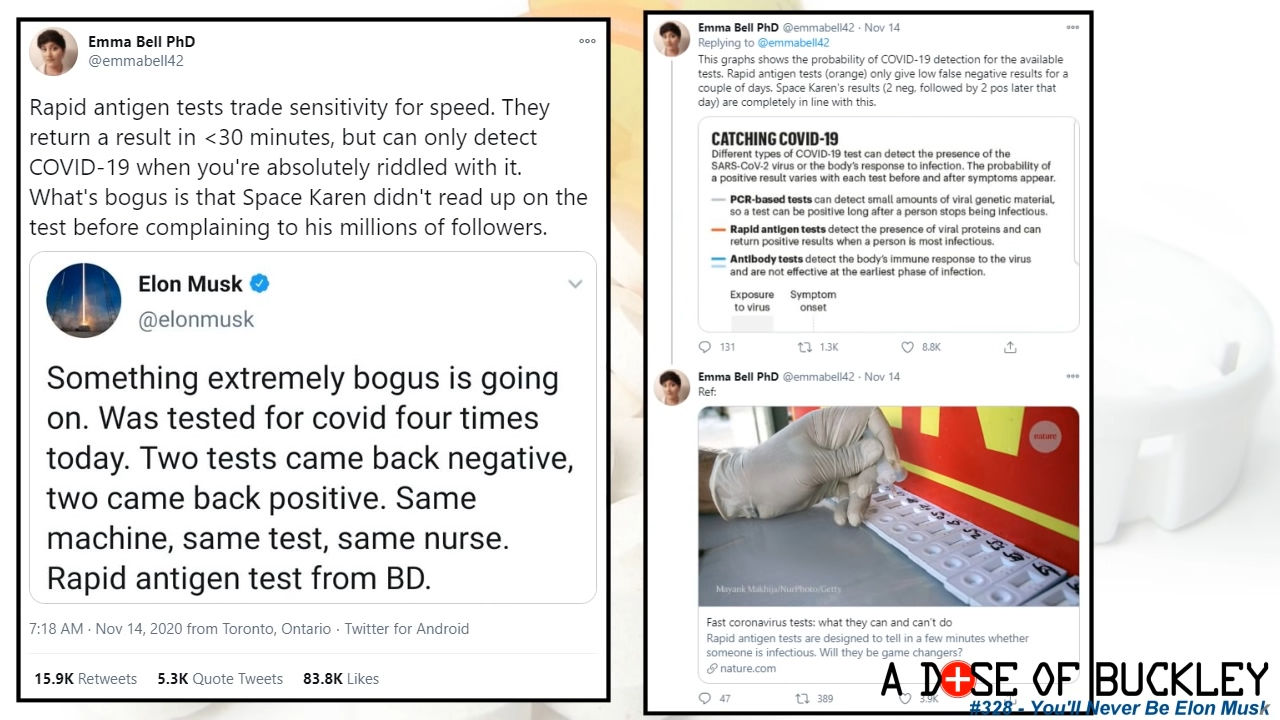 Emma Bell PhD
@emmabell42
Rapid antigen tests trade sensitivity for speed. They
return a result in <30 minutes, but can only detect
COVID-19 when you're absolutely riddled with it.
What's bogus is that Space Karen didn't read up on the
test before complaining to his millions of followers.
Elon Musk
@elonmusk
Something extremely bogus is going
on. Was tested for covid four times
today. Two tests came back negative,
two came back positive. Same
machine, same test, same nurse.
Rapid antigen test from BD.
7:18 AM · Nov 14, 2020 from Toronto, Ontario · Twitter for Android
15.9K Retweets 5.3K Quote Tweets 83.8K Likes
Emma Bell PhD @emmabell42 · Nov 14
Replying to @emmabell42
This graphs shows the probability of COVID-19 detection for the available
tests. Rapid antigen tests (orange) only give low false negative results for a
couple of days. Space Karen's results (2 neg. followed by 2 pos later that
day) are completely in line with this.
CATCHING COVID-19
Different types of COVID-19 test can detect the presence of the
SARS-CoV-2 virus or the body's response to infection. The probability of
a positive result varies with each test before and after symptoms appear.
PCR-based tests can detect small amounts of viral genetic material,
so a test can be positive long after a person stops being infectious.
Rapid antigen tests detect the presence of viral proteins and can
return positive results when a person is most infectious.
Antibody tests detect the body's immune response to the virus
and are not effective at the earliest phase of infection.
Exposure Symptom
to virus onset
131 1.3K 8.8K
Emma Bell PhD @emmabell42 · Nov 14
Ref:
nature
Mayank Makhija/NurPhoto/Getty
Fast coronavirus tests: what they can and can't do
Rapid antigen tests are designed to tell in a few minutes whether
someone is infectious. Will they be game changers?
nature.com
47 389 3.9K
A DOSE OF BUCKLEY
#328 - You'll Never Be Elon Musk